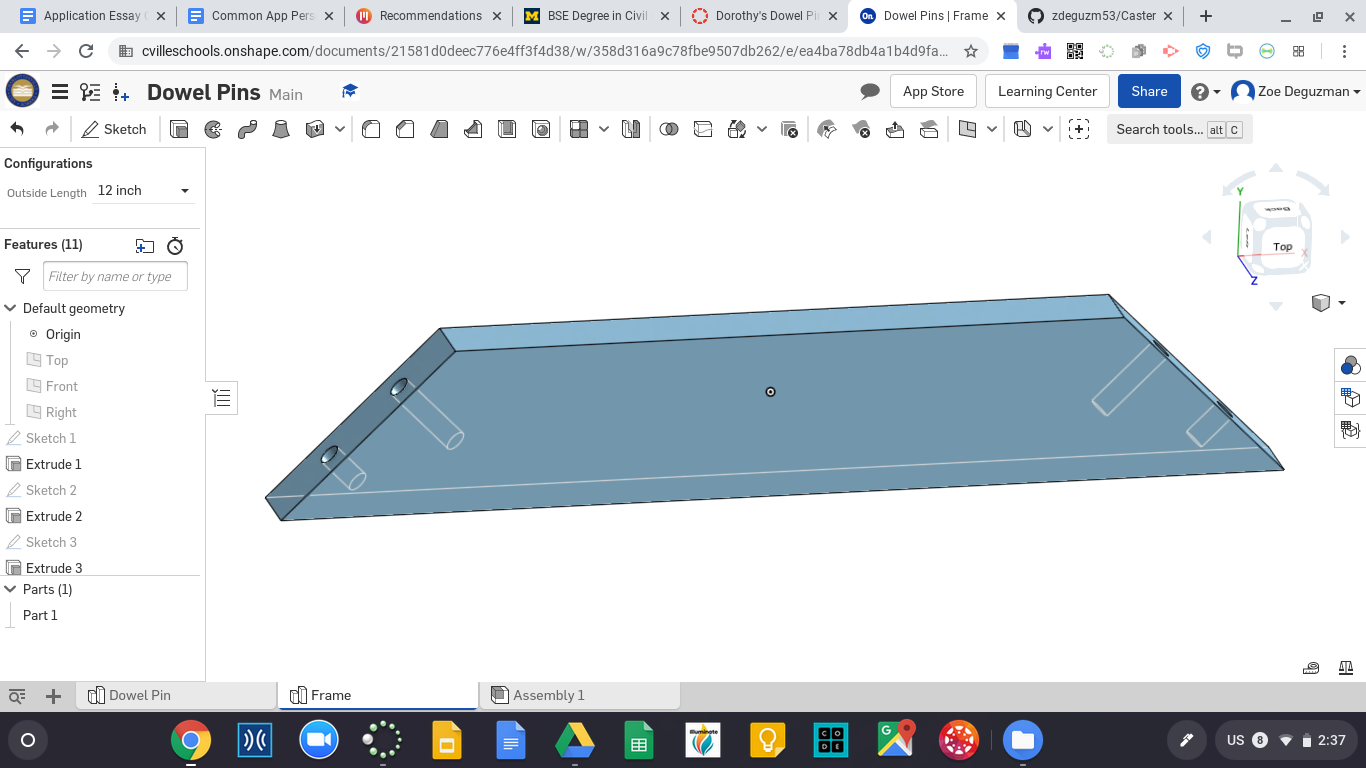 Application Essay
Common App Pers
Recommendations
BSE Degree in Civil
Dorothy's Dowel Pi
Dowel Pins | Frame
zdeguzm53/Caster
cvilleschools.onshape.com/documents/21581d0deec776e4ff3f4d38/w/358d316a9c78fbe9507db262/e/ea4ba78db4a1b4d9fa...
Dowel Pins Main
App Store
Learning Center
Share
Zoe Deguzman
Sketch
Search tools... alt C
Configurations
Outside Length 12 inch
Features (11)
Filter by name or type
Default geometry
Origin
Top
Front
Right
Sketch 1
Extrude 1
Sketch 2
Extrude 2
Sketch 3
Extrude 3
Parts (1)
Part 1
Y
Back
Top
X
Z
Dowel Pin
Frame
Assembly 1
Illuminate
CO
DE
US 8 2:37